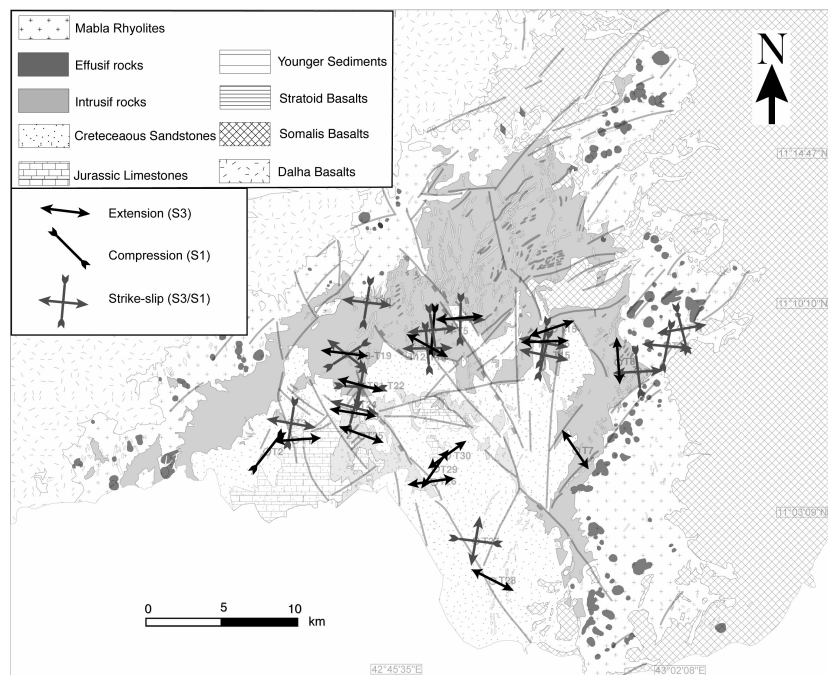 Mabla Rhyolites
Effusif rocks
Intrusif rocks
Creteceaous Sandstones
Jurassic Limestones
Younger Sediments
Stratoid Basalts
Somalis Basalts
Dalha Basalts
Extension (S3)
Compression (S1)
Strike-slip (S3/S1)
N
11°14'47"N
11°10'10"N
11°03'09"N
T30
T29
T28
0 5 10
km
42°45'35"E
43°02'08"E